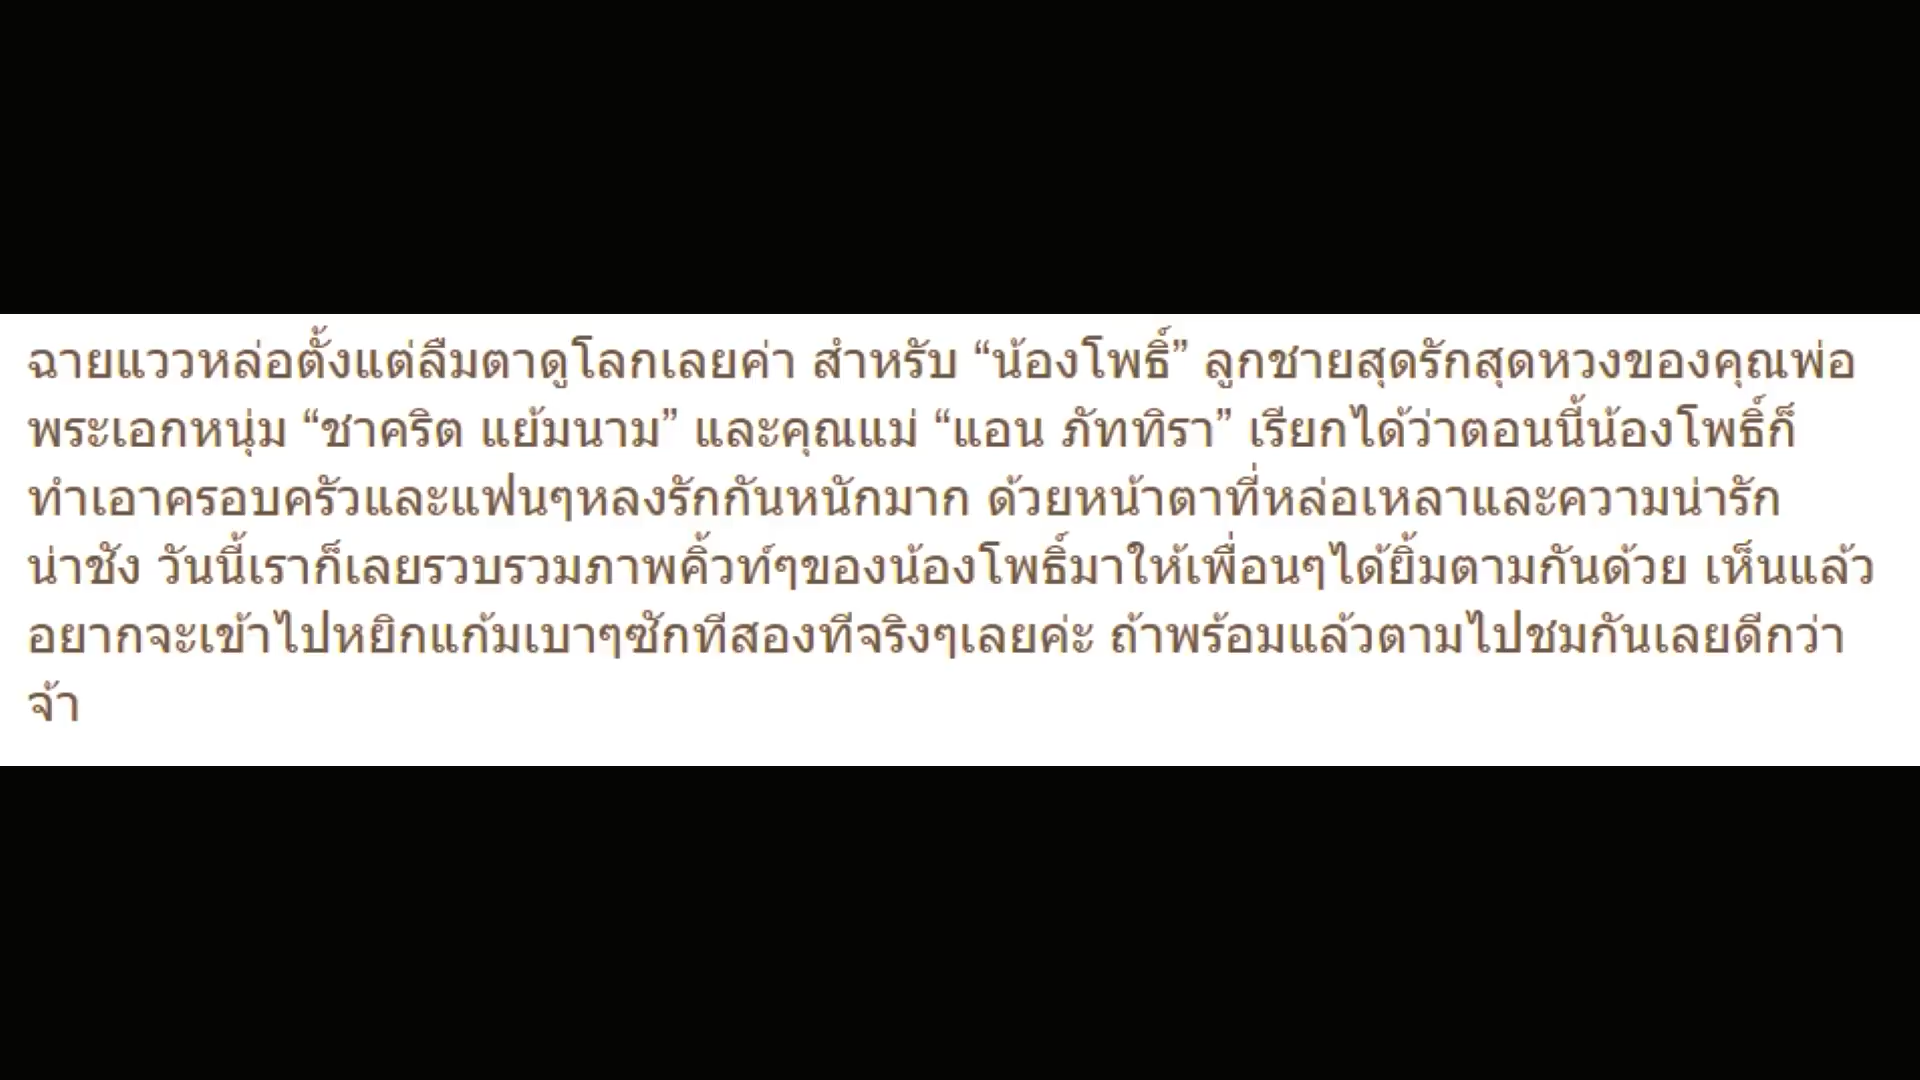 ฉายแววหล่อตั้งแต่ลืมตาดูโลกเลยค่า สำหรับ “น้องโพธิ์” ลูกชายสุดรักสุดหวงของคุณพ่อ
พระเอกหนุ่ม “ชาคริต แย้มนาม” และคุณแม่ “แอน ภัททิรา” เรียกได้ว่าตอนนี้น้องโพธิ์ก็
ทำเอาครอบครัวและแฟนๆหลงรักกันหนักมาก ด้วยหน้าตาที่หล่อเหลาและความน่ารัก
น่าชัง วันนี้เราก็เลยรวบรวมภาพคิ้วท์ๆของน้องโพธิ์มาให้เพื่อนๆได้ยิ้มตามกันด้วย เห็นแล้ว
อยากจะเข้าไปหยิกแก้มเบาๆซักทีสองทีจริงๆเลยค่ะ ถ้าพร้อมแล้วตามไปชมกันเลยดีกว่า
จ้า